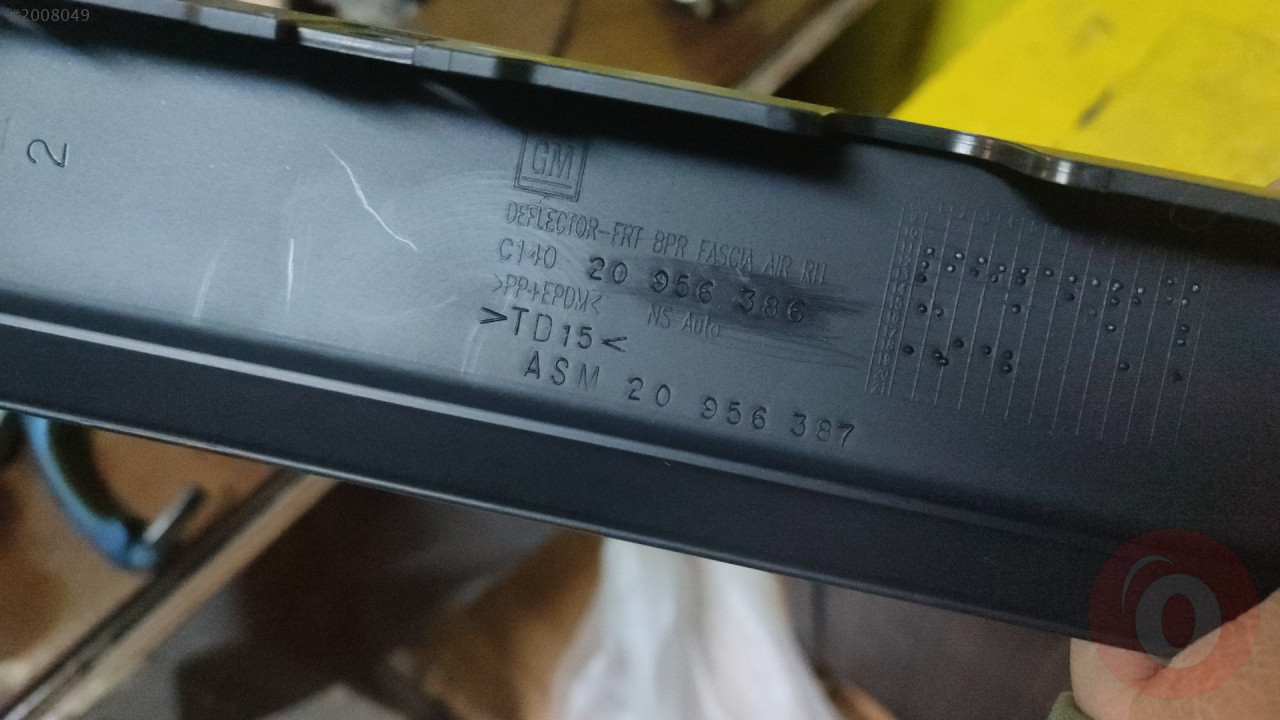 #2008049
2
GM
DEFLECTOR-FRT BPR FASCIA AIR RH
C140 20 956 386
>PP+EPDM< NS Auto
>TD15<
ASM 20 956 387